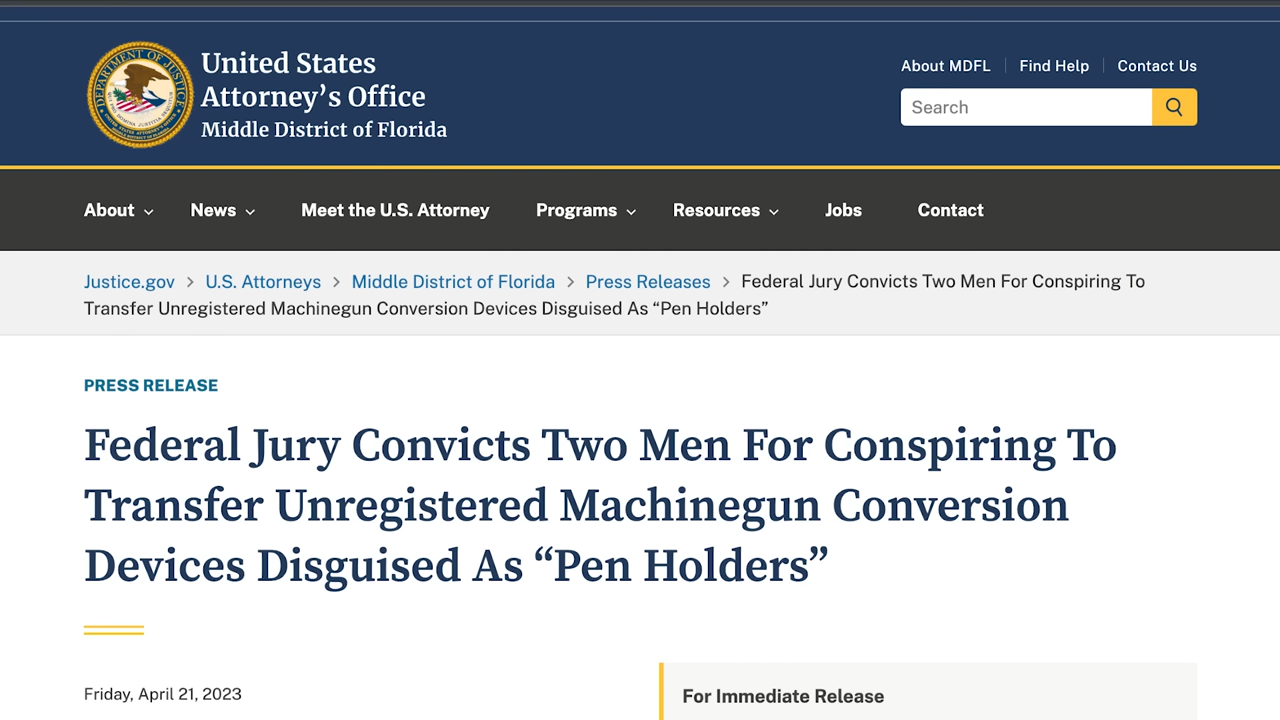 United States
Attorney’s Office
Middle District of Florida
About MDFL
Find Help
Contact Us
Search
About
News
Meet the U.S. Attorney
Programs
Resources
Jobs
Contact
Justice.gov > U.S. Attorneys > Middle District of Florida > Press Releases > Federal Jury Convicts Two Men For Conspiring To
Transfer Unregistered Machinegun Conversion Devices Disguised As “Pen Holders”
PRESS RELEASE
Federal Jury Convicts Two Men For Conspiring To
Transfer Unregistered Machinegun Conversion
Devices Disguised As “Pen Holders”
Friday, April 21, 2023
For Immediate Release